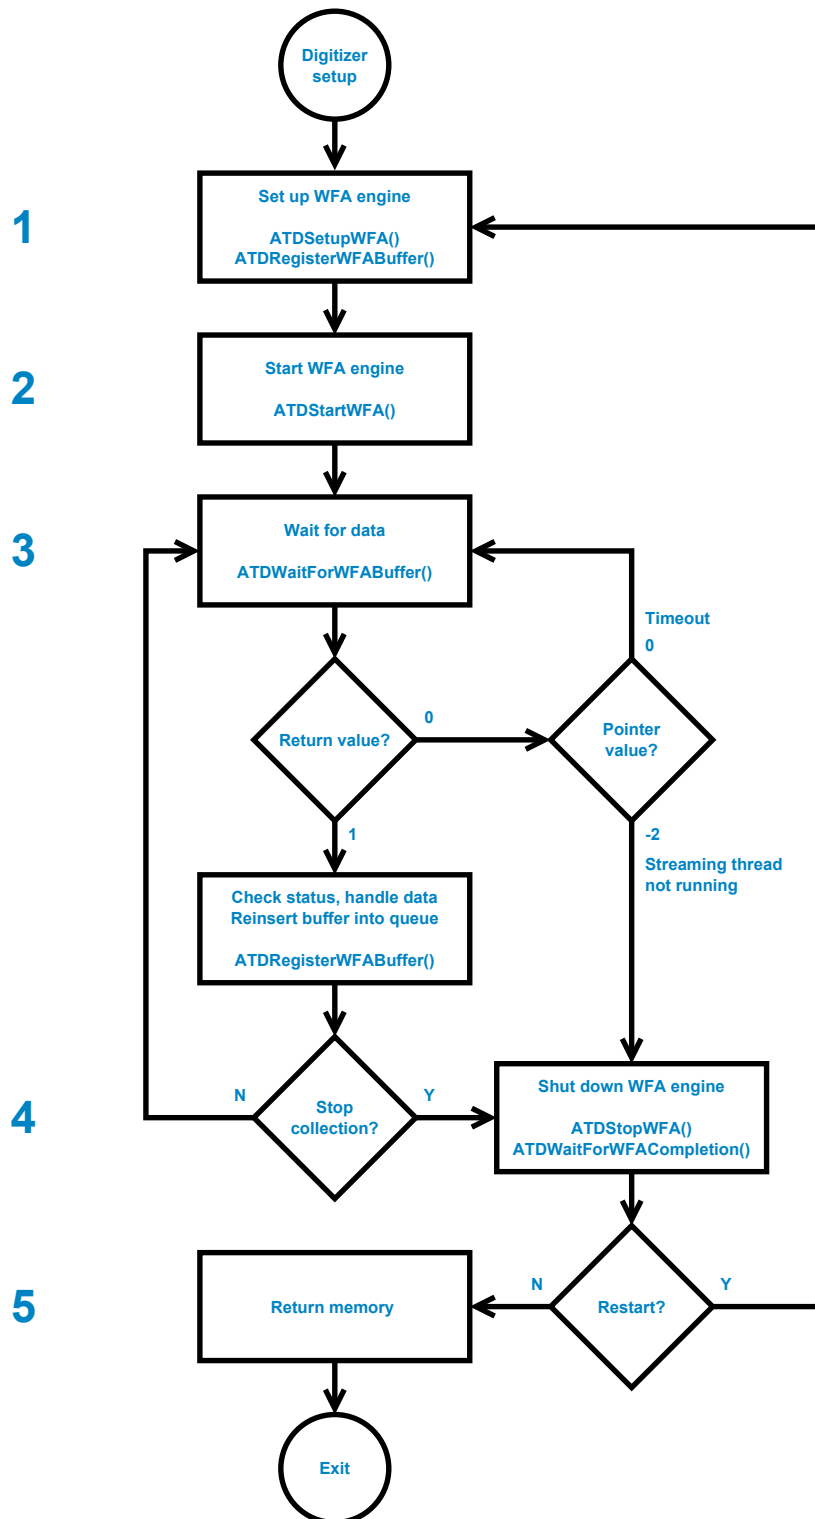 Digitizer
setup
1
Set up WFA engine
ATDSetupWFA()
ATDRegisterWFABuffer()
2
Start WFA engine
ATDStartWFA()
3
Wait for data
ATDWaitForWFABuffer()
Timeout
0
Return value?
0
Pointer
value?
1
-2
Streaming thread
not running
Check status, handle data
Reinsert buffer into queue
ATDRegisterWFABuffer()
4
N
Stop
collection?
Y
Shut down WFA engine
ATDStopWFA()
ATDWaitForWFACompletion()
5
Return memory
N
Restart?
Y
Exit